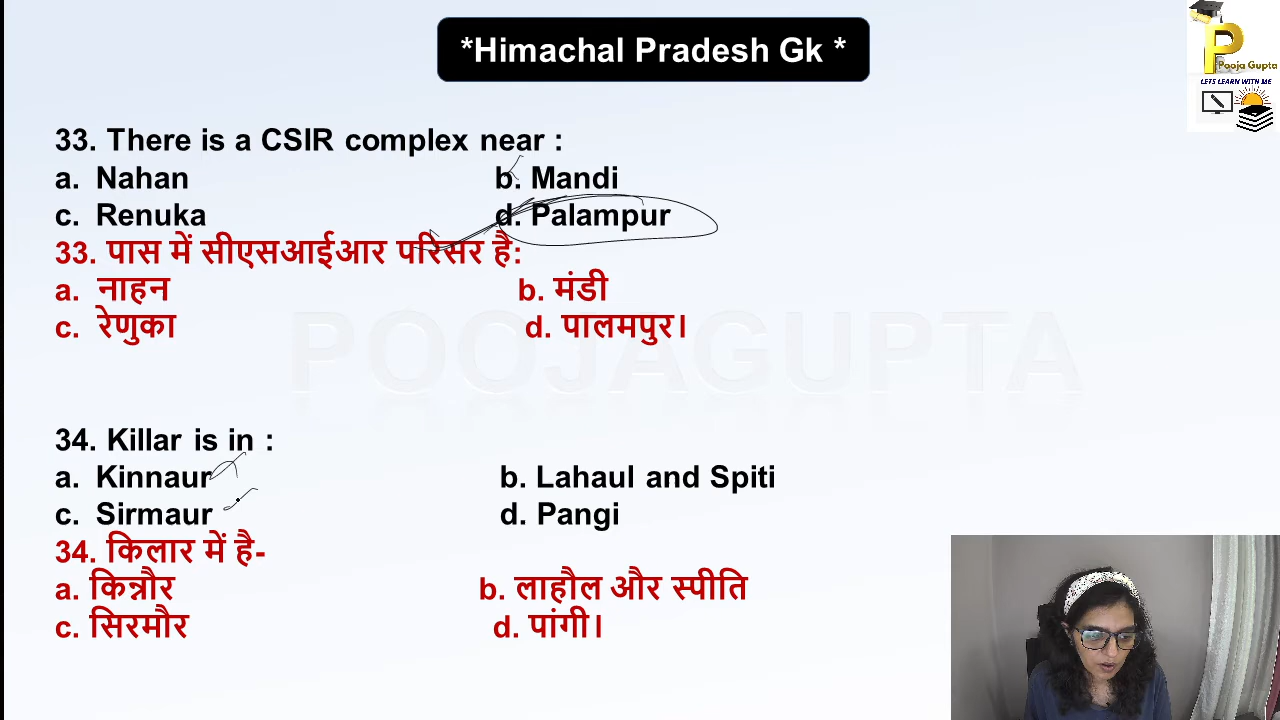 *Himachal Pradesh Gk *
P
Pooja Gupta
LETS LEARN WITH ME
33. There is a CSIR complex near :
a. Nahan b. Mandi
c. Renuka d. Palampur
33. पास में सीएसआईआर परिसर है:
a. नाहन b. मंडी
c. रेणुका d. पालमपुर।
POOJAGUPTA
34. Killar is in :
a. Kinnaur b. Lahaul and Spiti
c. Sirmaur d. Pangi
34. किलार में है-
a. किन्नौर b. लाहौल और स्पीति
c. सिरमौर d. पांगी।